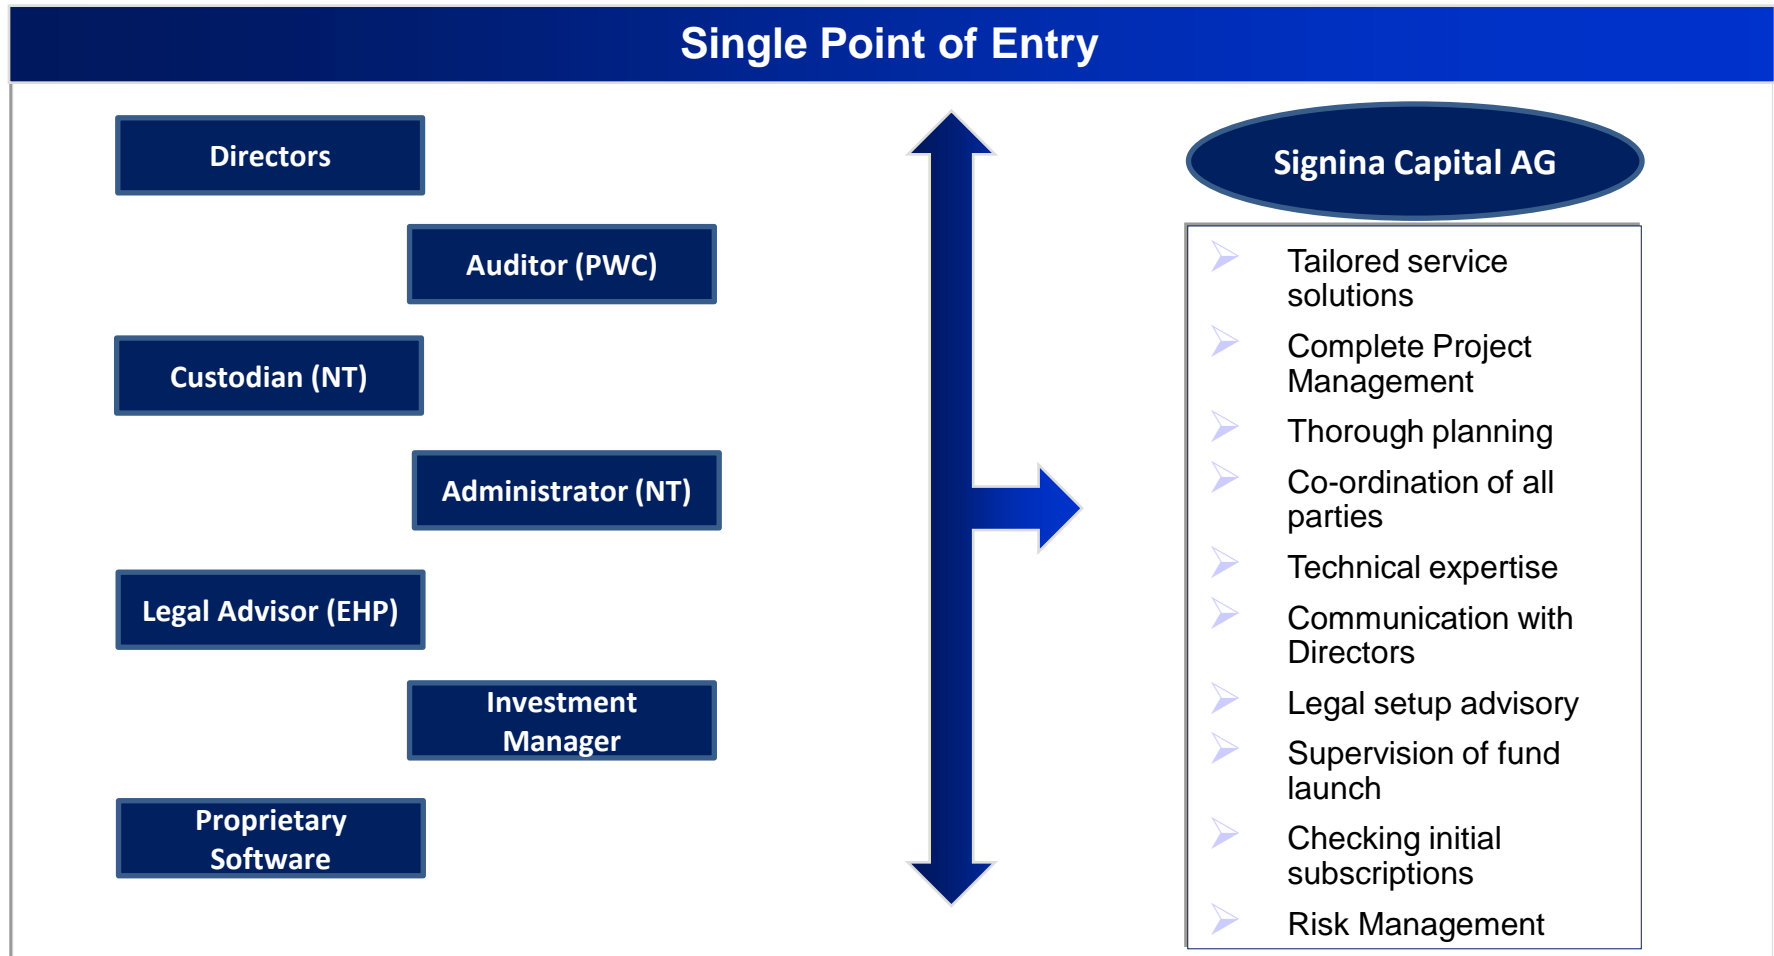 Single Point of Entry
Directors
Auditor (PWC)
Custodian (NT)
Administrator (NT)
Legal Advisor (EHP)
Investment
Manager
Proprietary
Software
Signina Capital AG
Tailored service
solutions
Complete Project
Management
Thorough planning
Co-ordination of all
parties
Technical expertise
Communication with
Directors
Legal setup advisory
Supervision of fund
launch
Checking initial
subscriptions
Risk Management